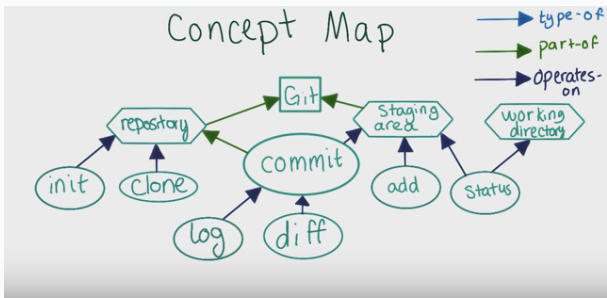 Concept Map
type-of
part-of
operates-
on
Git
repository
staging
area
working
directory
commit
init
clone
add
status
log
diff